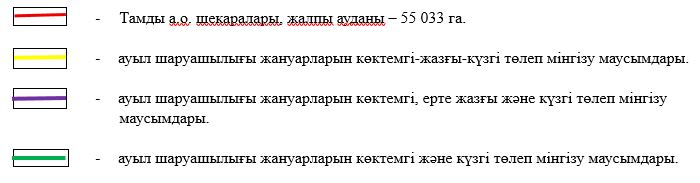 - Тамды а.о. шекаралары, жалпы ауданы – 55 033 га.
- ауыл шаруашылығы жануарларын көктемгі-жазғы-күзгі төлеп мінгізу маусымдары.
- ауыл шаруашылығы жануарларын көктемгі, ерте жазғы және күзгі төлеп мінгізу
маусымдары.
- ауыл шаруашылығы жануарларын көктемгі және күзгі төлеп мінгізу маусымдары.